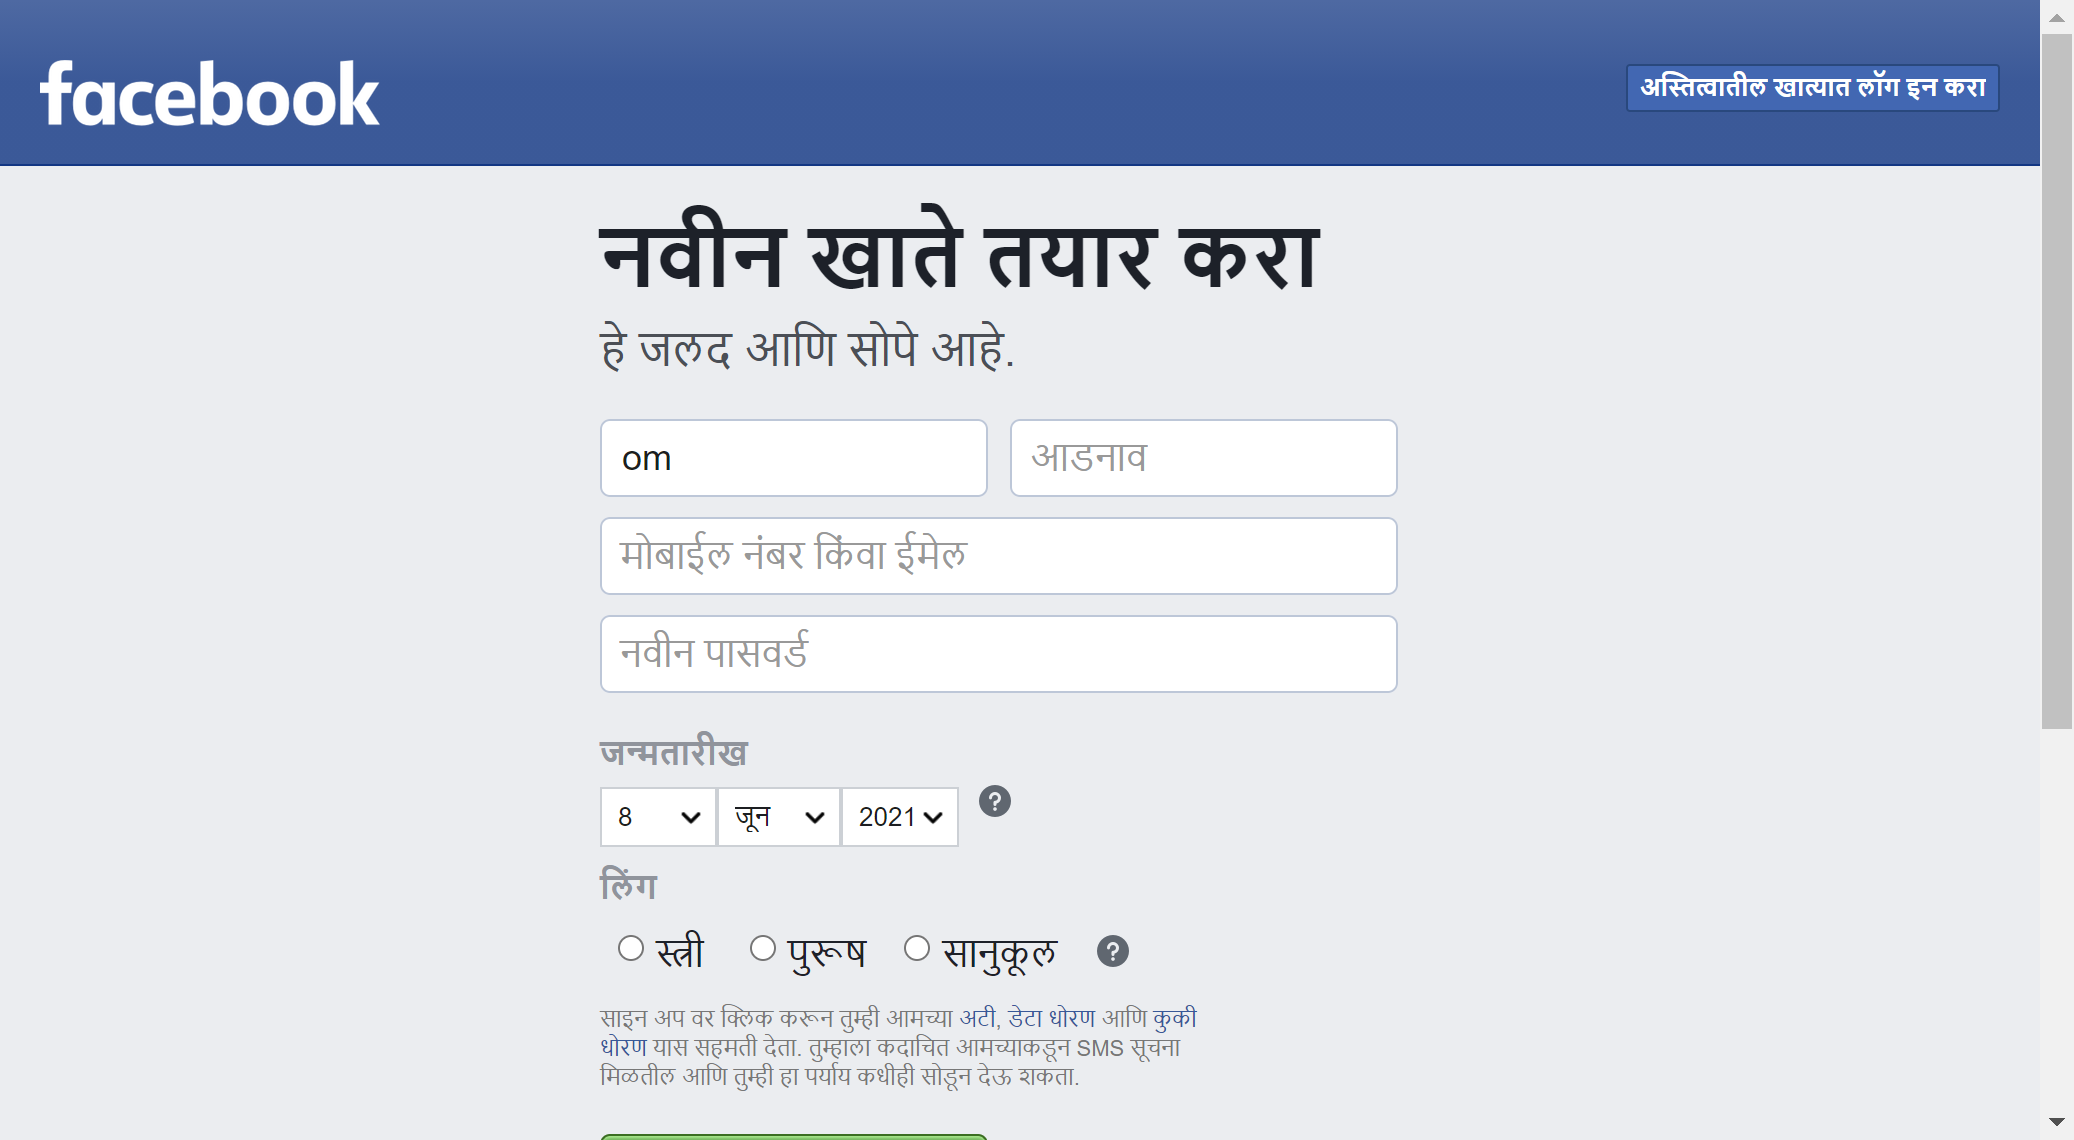 facebook
अस्तित्वातील खात्यात लॉग इन करा
नवीन खाते तयार करा
हे जलद आणि सोपे आहे.
om
आडनाव
मोबाईल नंबर किंवा ईमेल
नवीन पासवर्ड
जन्मतारीख
8 जून 2021 ?
लिंग
स्त्री पुरूष सानुकूल ?
साइन अप वर क्लिक करून तुम्ही आमच्या अटी, डेटा धोरण आणि कुकी
धोरण यास सहमती देता. तुम्हाला कदाचित आमच्याकडून SMS सूचना
मिळतील आणि तुम्ही हा पर्याय कधीही सोडून देऊ शकता.